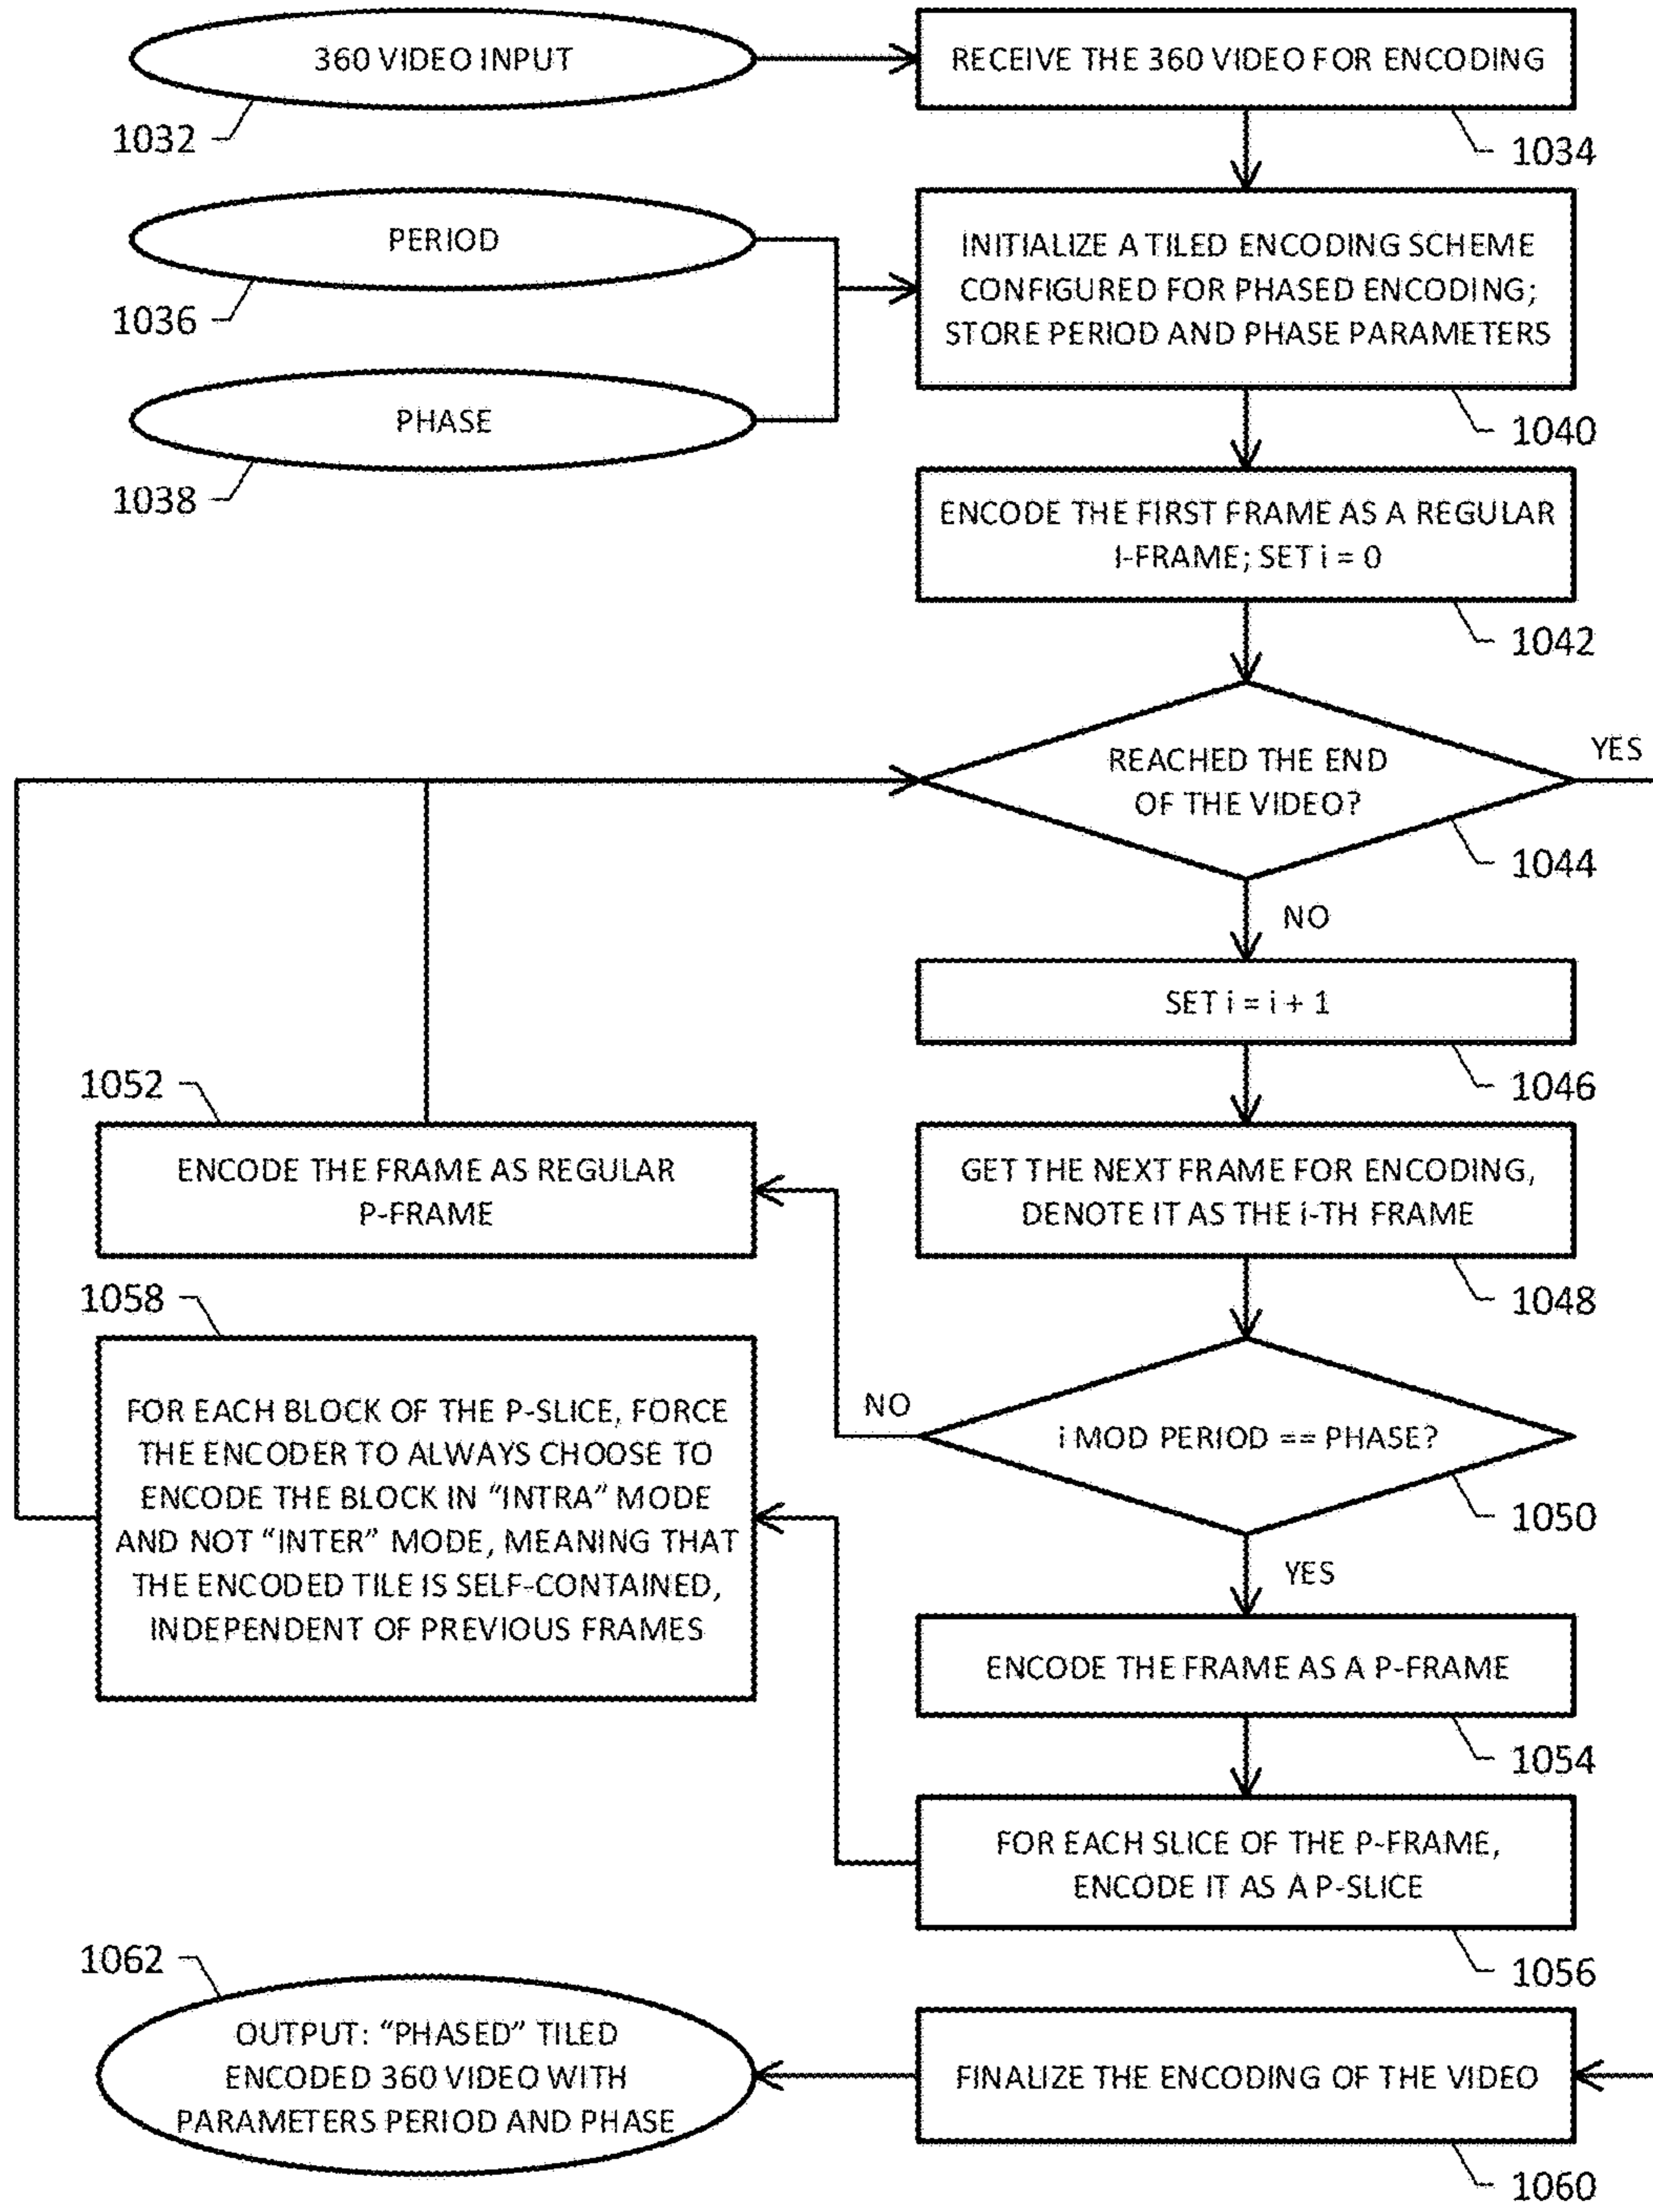 360 VIDEO INPUT
1032
RECEIVE THE 360 VIDEO FOR ENCODING
1034
PERIOD
1036
PHASE
1038
INITIALIZE A TILED ENCODING SCHEME
CONFIGURED FOR PHASED ENCODING;
STORE PERIOD AND PHASE PARAMETERS
1040
ENCODE THE FIRST FRAME AS A REGULAR
I-FRAME; SET i = 0
1042
REACHED THE END
OF THE VIDEO?
YES
1044
NO
SET i = i + 1
1046
1052
ENCODE THE FRAME AS REGULAR
P-FRAME
GET THE NEXT FRAME FOR ENCODING,
DENOTE IT AS THE i-TH FRAME
1048
1058
FOR EACH BLOCK OF THE P-SLICE, FORCE
THE ENCODER TO ALWAYS CHOOSE TO
ENCODE THE BLOCK IN “INTRA” MODE
AND NOT “INTER” MODE, MEANING THAT
THE ENCODED TILE IS SELF-CONTAINED,
INDEPENDENT OF PREVIOUS FRAMES
NO
i MOD PERIOD == PHASE?
1050
YES
ENCODE THE FRAME AS A P-FRAME
1054
FOR EACH SLICE OF THE P-FRAME,
ENCODE IT AS A P-SLICE
1056
1062
OUTPUT: “PHASED” TILED
ENCODED 360 VIDEO WITH
PARAMETERS PERIOD AND PHASE
FINALIZE THE ENCODING OF THE VIDEO
1060